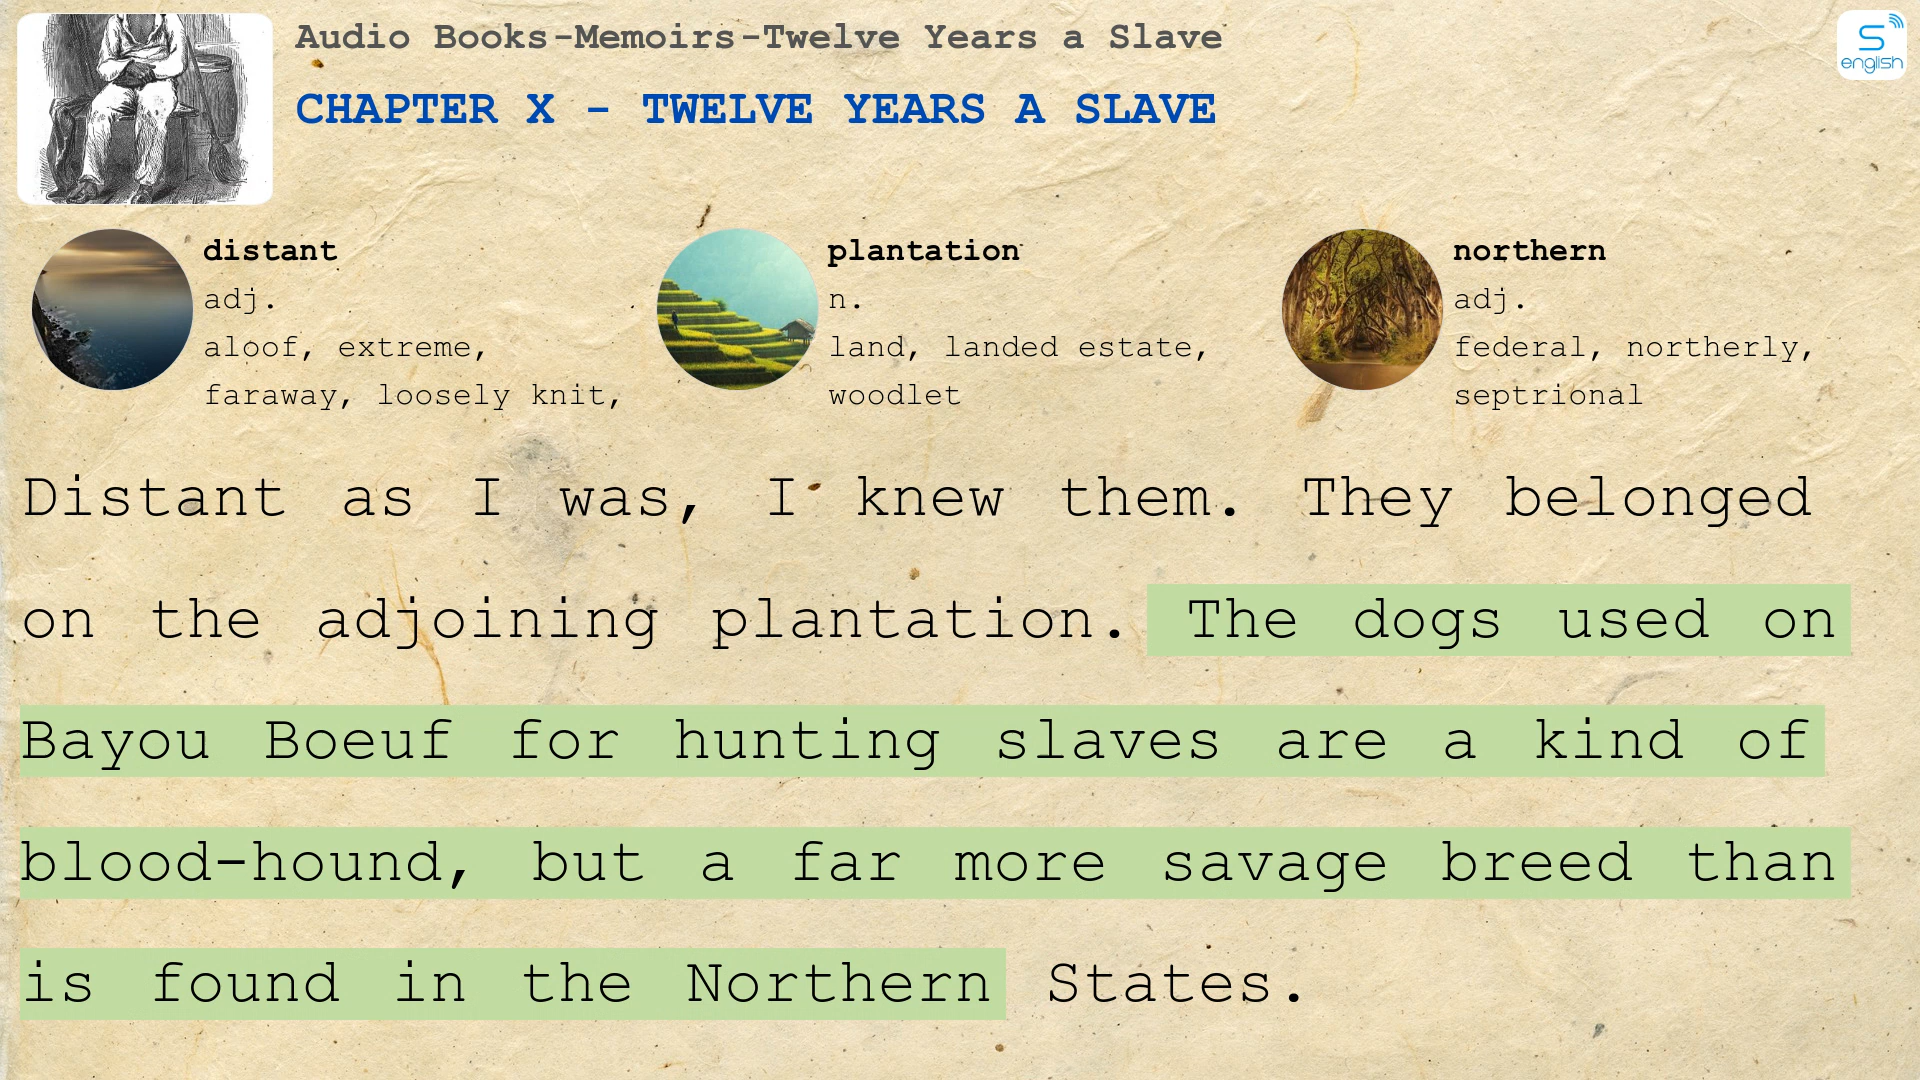 Audio Books-Memoirs-Twelve Years a Slave
CHAPTER X - TWELVE YEARS A SLAVE
S
english
distant
adj.
aloof, extreme,
faraway, loosely knit,
plantation
n.
land, landed estate,
woodlet
northern
adj.
federal, northerly,
septrional
Distant as I was, I knew them. They belonged
on the adjoining plantation. The dogs used on
Bayou Boeuf for hunting slaves are a kind of
blood-hound, but a far more savage breed than
is found in the Northern States.